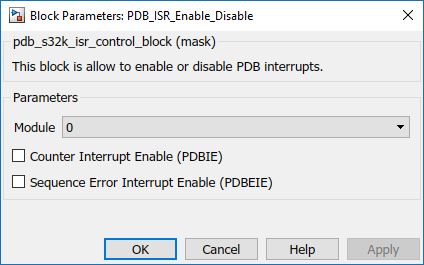 Block Parameters: PDB_ISR_Enable_Disable
pdb_s32k_isr_control_block (mask)
This block is allow to enable or disable PDB interrupts.
Parameters
Module 0
Counter Interrupt Enable (PDBIE)
Sequence Error Interrupt Enable (PDBEIE)
OK Cancel Help Apply